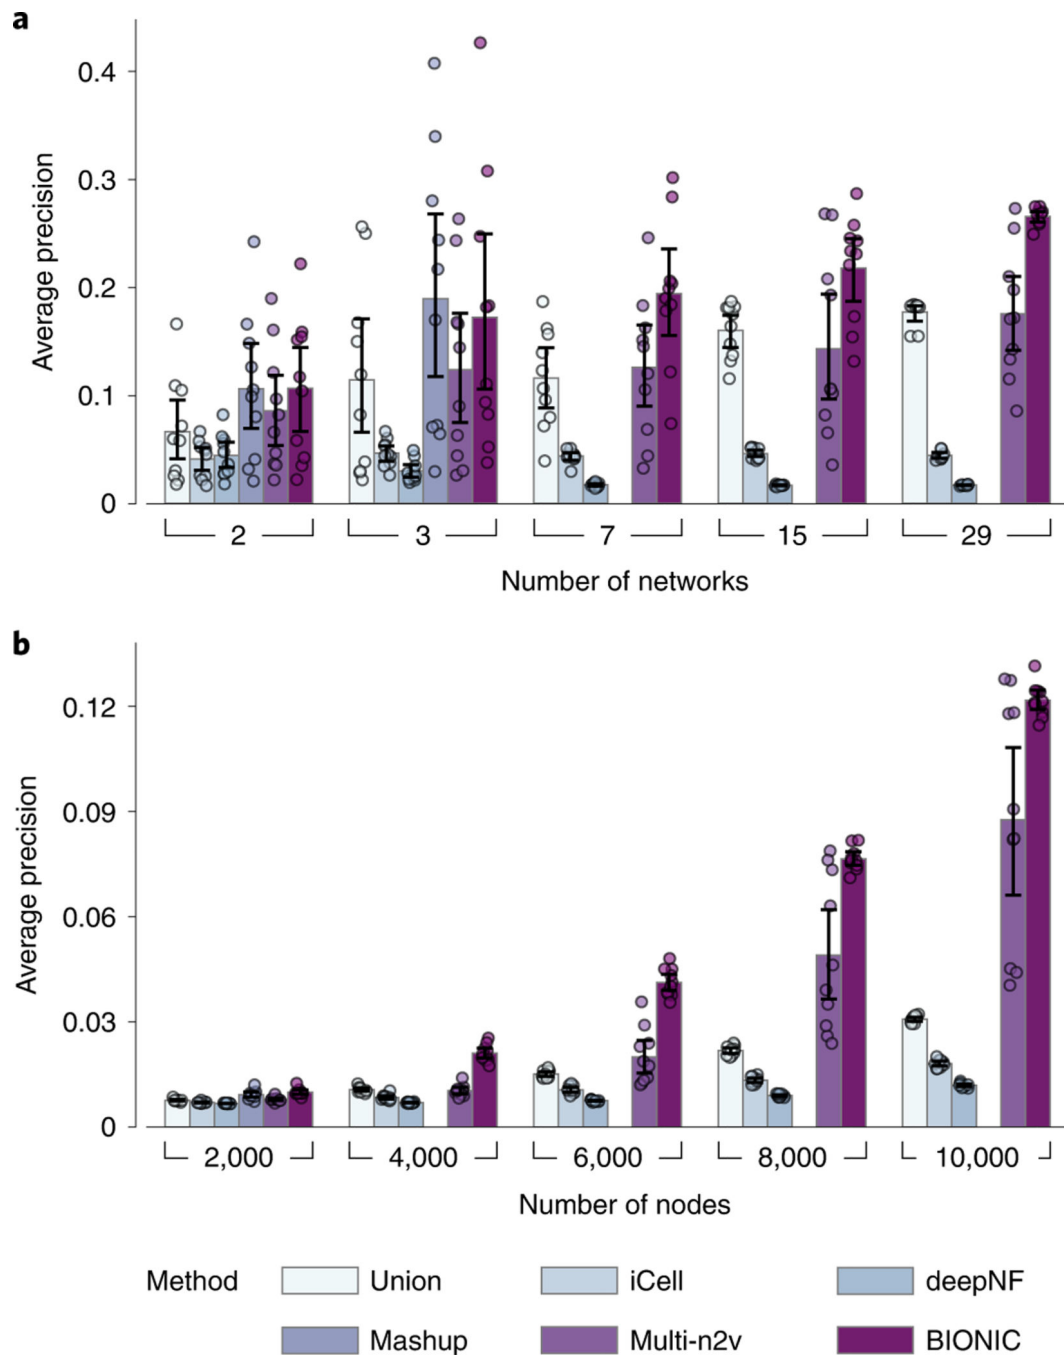 a
0.4
0.3
0.2
0.1
0
Average precision
2 3 7 15 29
Number of networks
b
0.12
0.09
0.06
0.03
0
Average precision
2,000 4,000 6,000 8,000 10,000
Number of nodes
Method Union iCell deepNF
Mashup Multi-n2v BIONIC